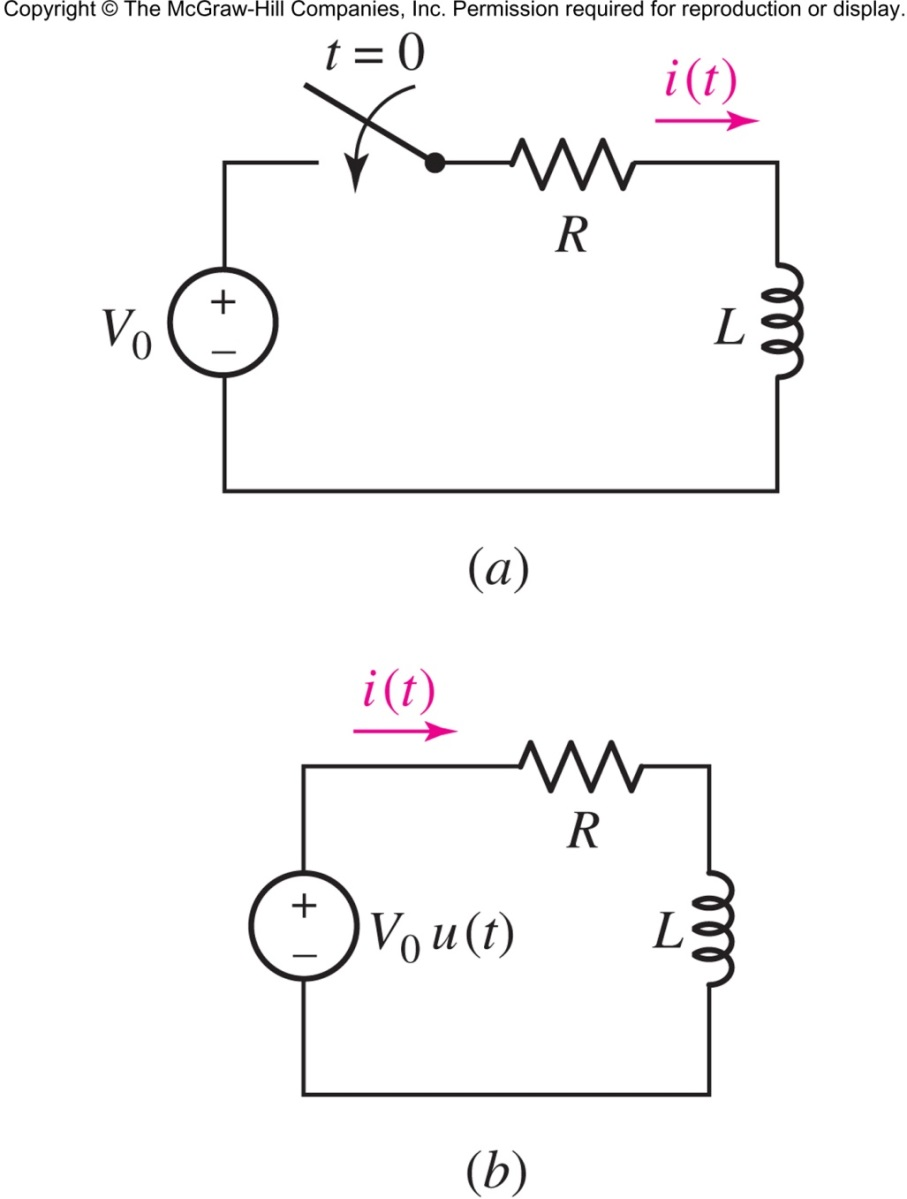 Copyright © The McGraw-Hill Companies, Inc. Permission required for reproduction or display.
t = 0
i(t)
R
V₀
+
–
L
(a)
i(t)
R
+
–
V₀ u(t)
L
(b)